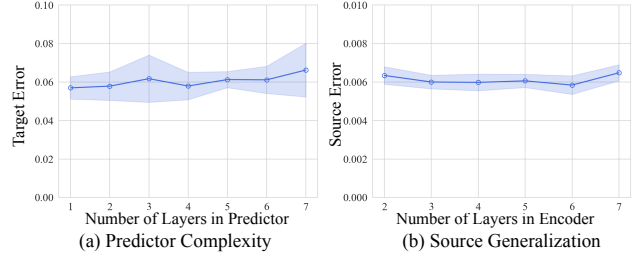 0.10
0.08
0.06
0.04
0.02
0.00
Target Error
1 2 3 4 5 6 7
Number of Layers in Predictor
(a) Predictor Complexity
0.010
0.008
0.006
0.004
0.002
0.000
Source Error
2 3 4 5 6 7
Number of Layers in Encoder
(b) Source Generalization